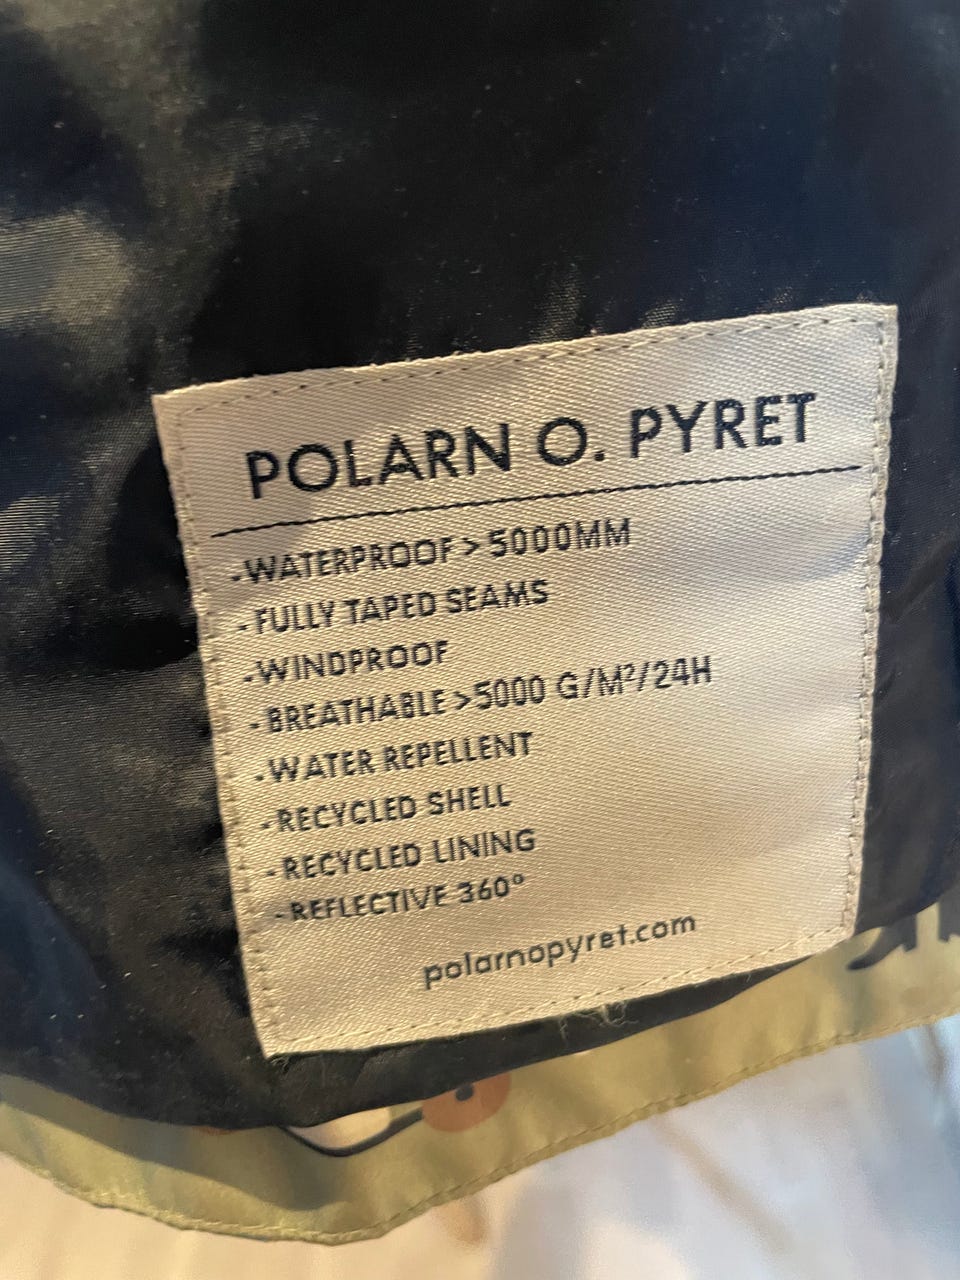 POLARN O. PYRET
-WATERPROOF > 5000MM
-FULLY TAPED SEAMS
-WINDPROOF
-BREATHABLE >5000 G/M²/24H
-WATER REPELLENT
-RECYCLED SHELL
-RECYCLED LINING
-REFLECTIVE 360°
polarnopyret.com